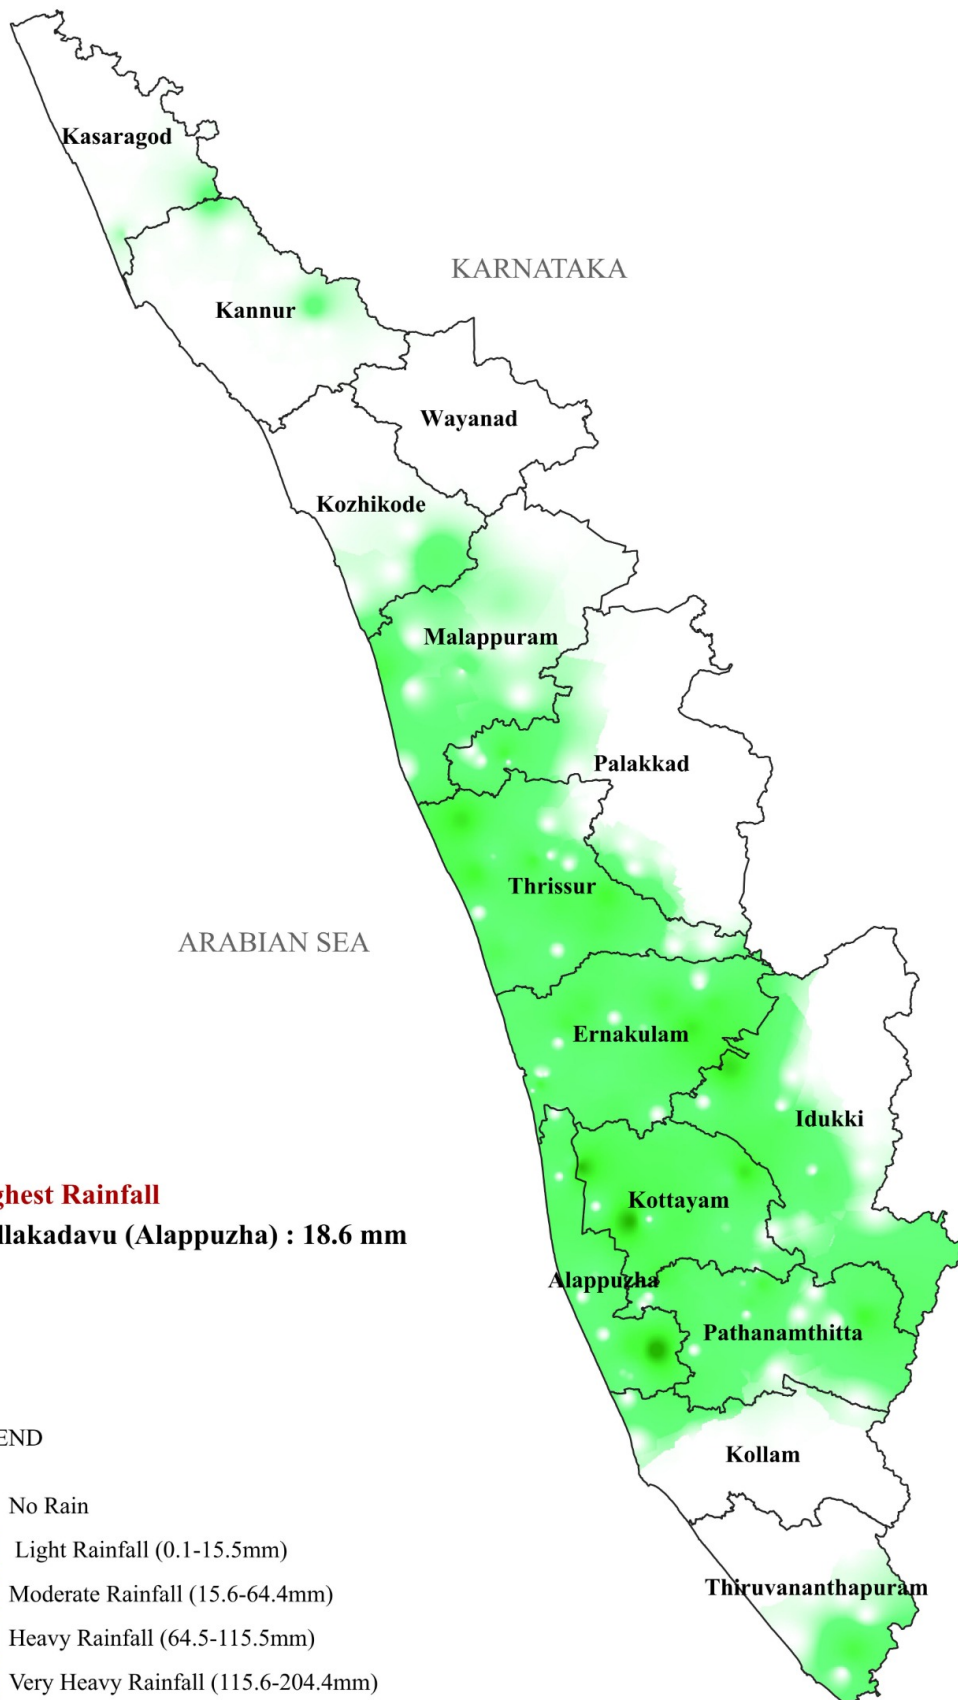 Kasaragod
KARNATAKA
Kannur
Wayanad
Kozhikode
Malappuram
Palakkad
Thrissur
ARABIAN SEA
Ernakulam
Idukki
ghest Rainfall
Kottayam
llakadavu (Alappuzha) : 18.6 mm
Alappuzha
Pathanamthitta
END
Kollam
No Rain
Light Rainfall (0.1-15.5mm)
Thiruvananthapuram
Moderate Rainfall (15.6-64.4mm)
Heavy Rainfall (64.5-115.5mm)
Very Heavy Rainfall (115.6-204.4mm)